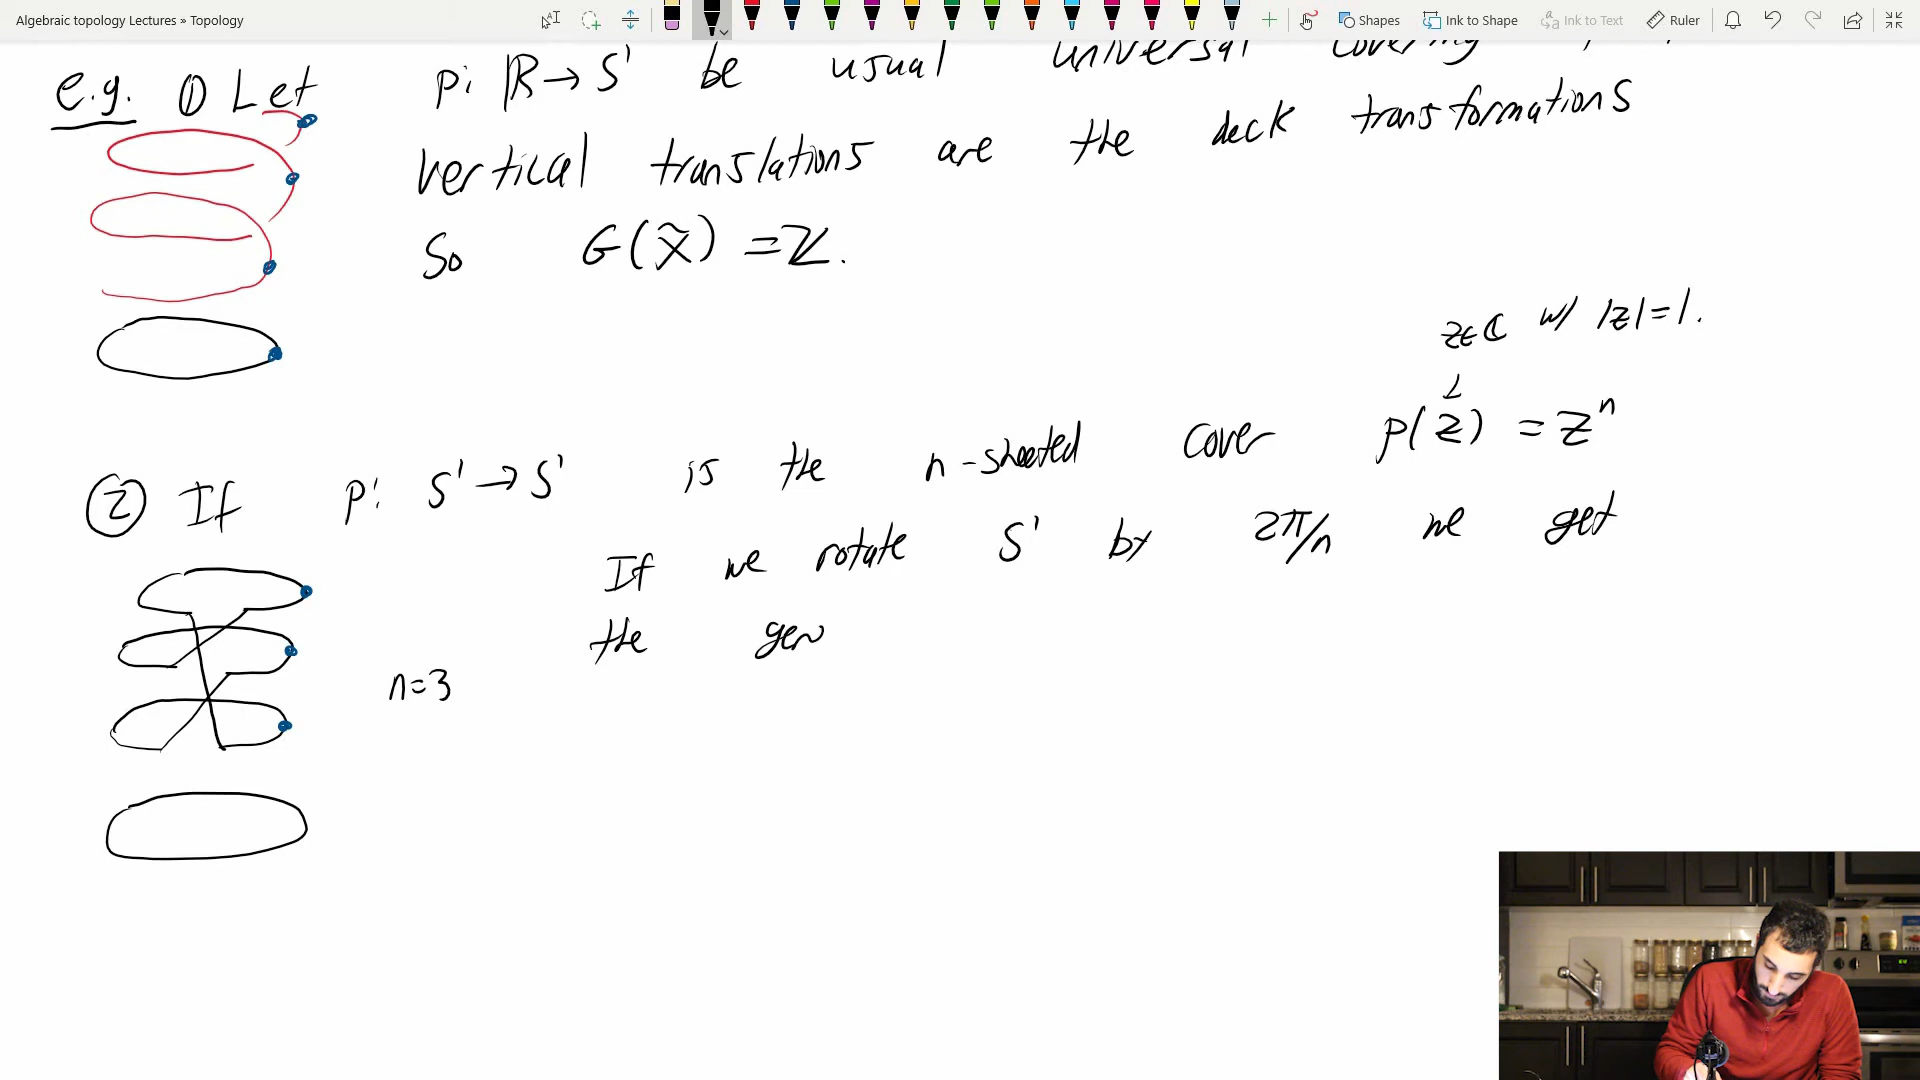 Algebraic topology Lectures » Topology
Shapes Ink to Shape Ink to Text Ruler
e.g. ① Let p: ℝ → S¹ be usual universal covering
vertical translations are the deck transformations
So G(X̃) = ℤ.
z∈ℂ w/ |z|=1.
② If p: S¹ → S¹ is the n-sheeted cover p(z) = zⁿ
If we rotate S¹ by 2π/n we get
the gen
n=3